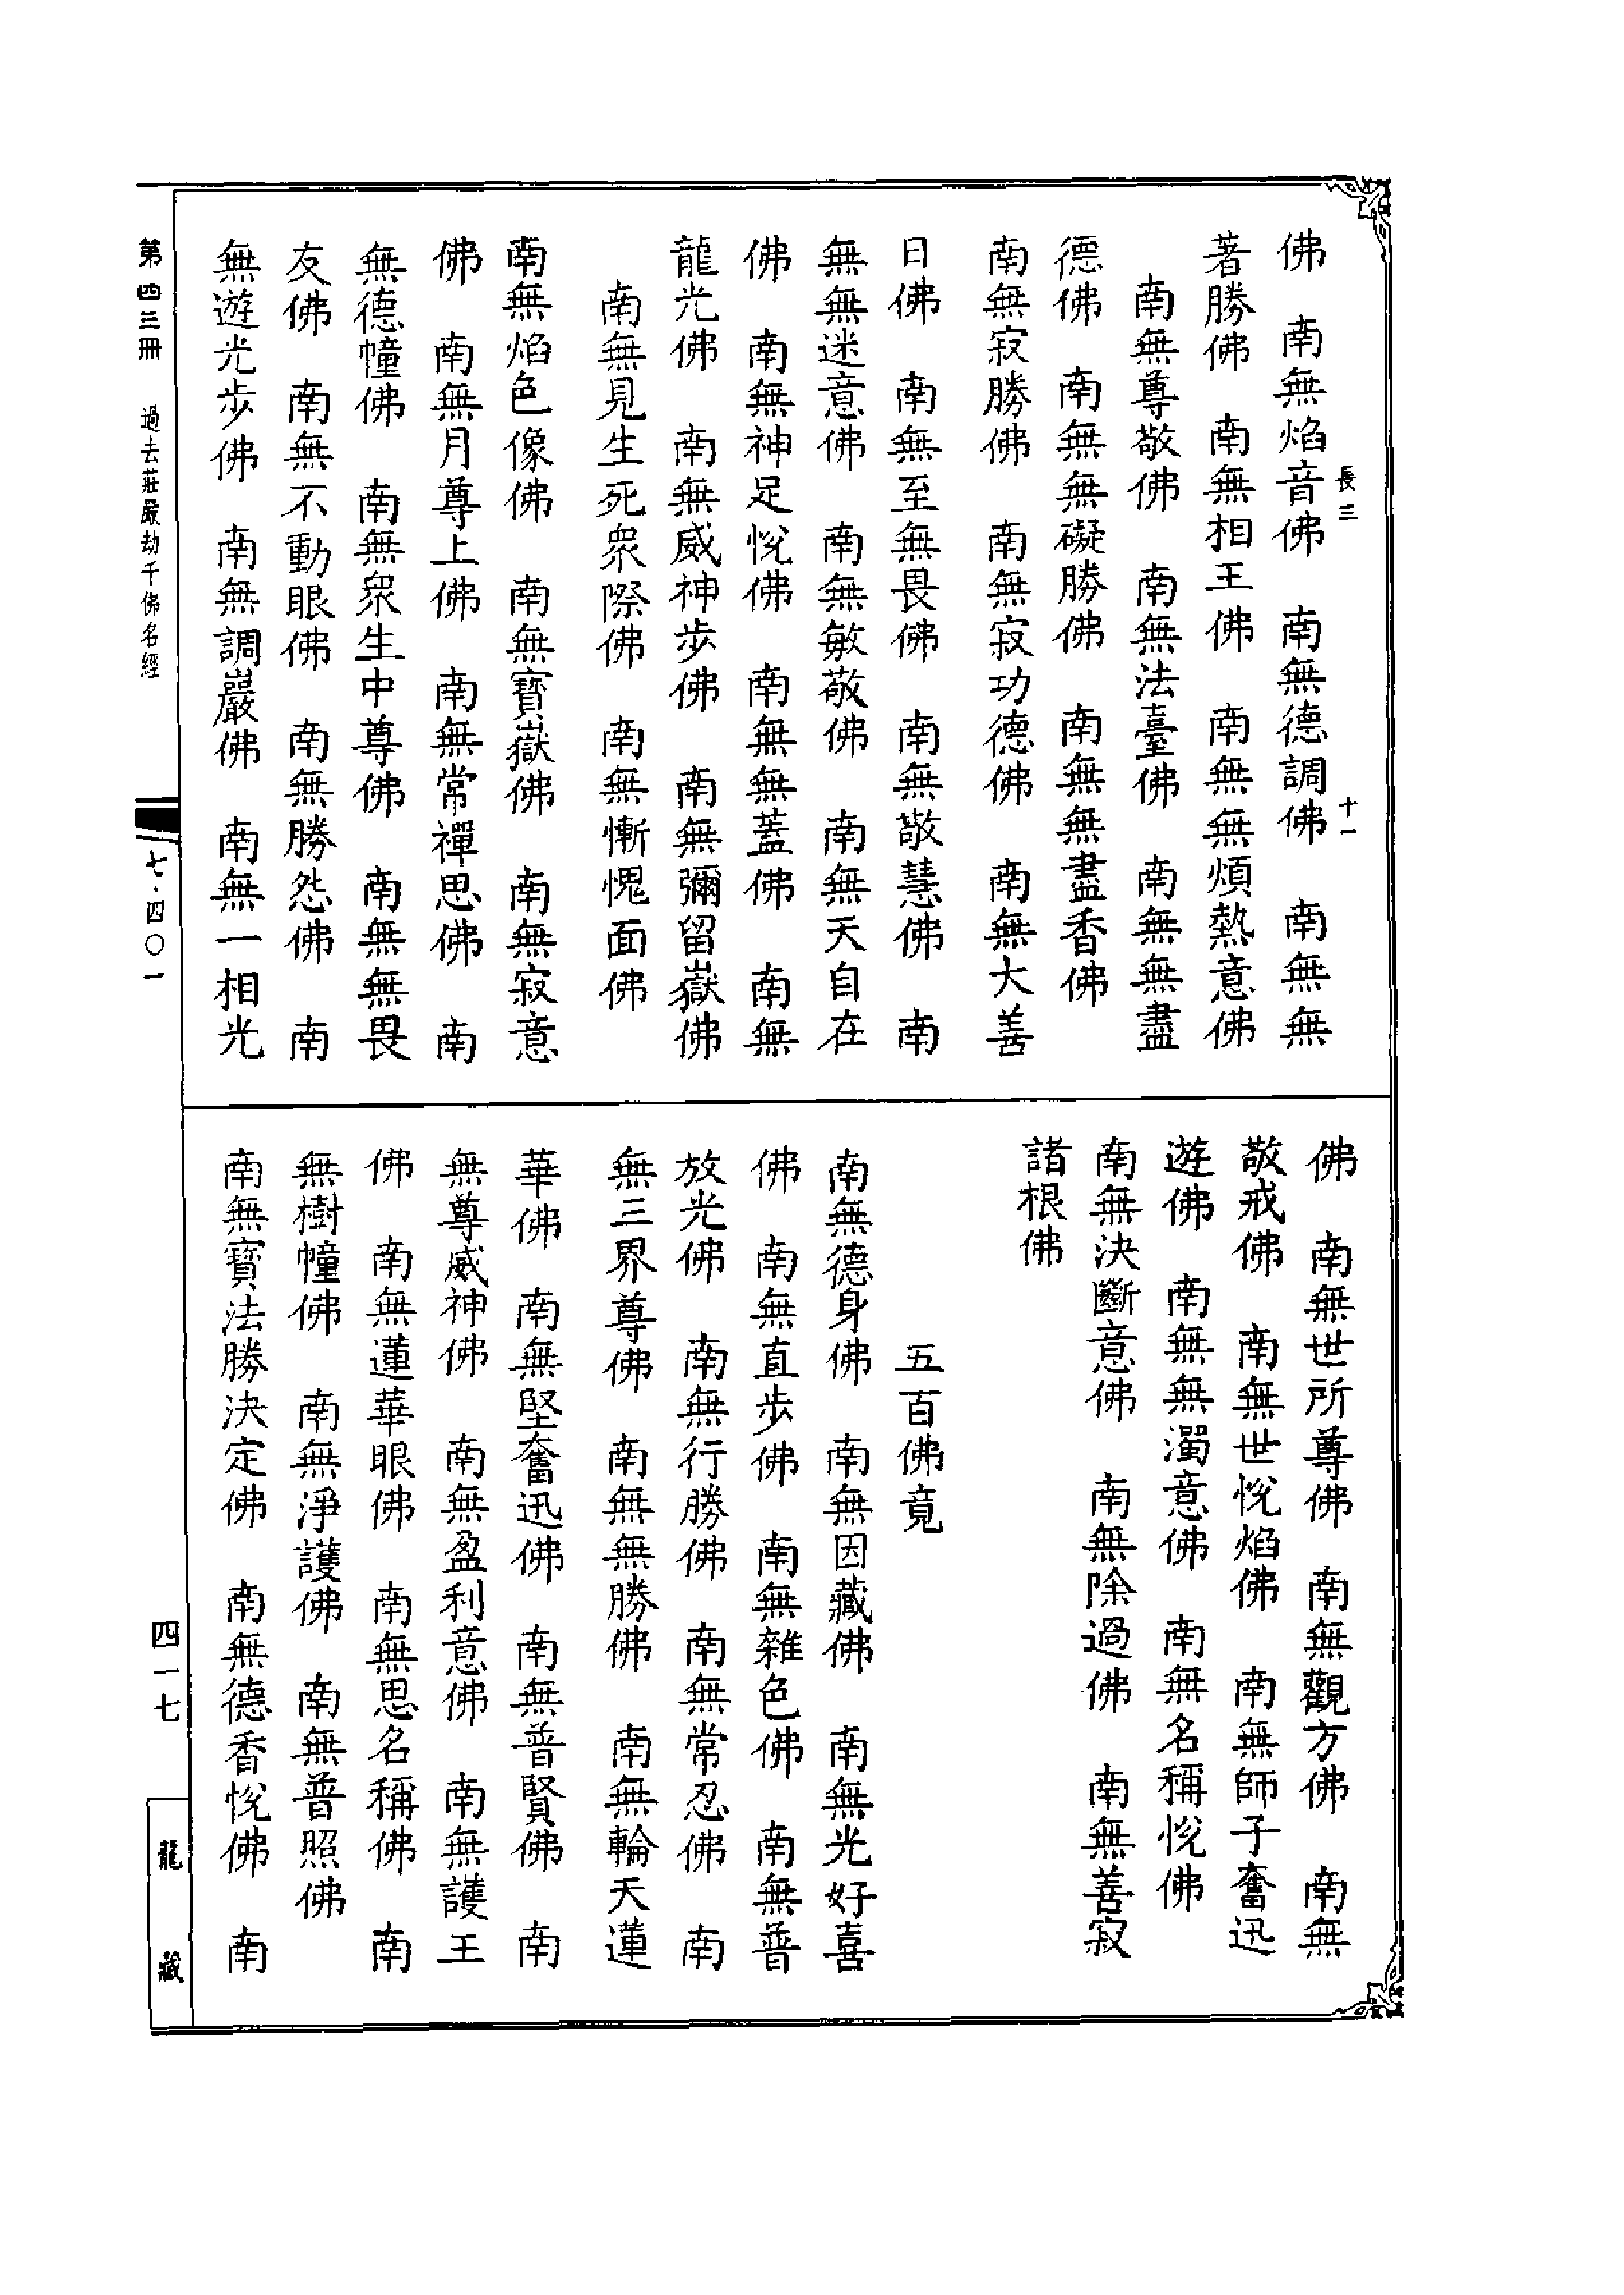 長三 十一
佛 南無焰音佛 南無德調佛 南無無
著勝佛 南無相王佛 南無無煩熱意佛
南無尊敬佛 南無法臺佛 南無無盡
德佛 南無無礙勝佛 南無無盡香佛
南無寂勝佛 南無寂功德佛 南無大善
日佛 南無至無畏佛 南無敬慧佛 南
無無迷意佛 南無敏敬佛 南無天自在
佛 南無神足悅佛 南無無蓋佛 南無
龍光佛 南無威神步佛 南無彌留嶽佛
南無見生死眾際佛 南無慚愧面佛
南無焰色像佛 南無寶嶽佛 南無寂意
佛 南無月尊上佛 南無常禪思佛 南
無德幢佛 南無眾生中尊佛 南無無畏
友佛 南無不動眼佛 南無勝怨佛 南
無遊光步佛 南無調巖佛 南無一相光
佛 南無世所尊佛 南無觀方佛 南無
敬戒佛 南無世悅焰佛 南無師子奮迅
遊佛 南無無濁意佛 南無名稱悅佛
南無決斷意佛 南無除過佛 南無善寂
諸根佛
五百佛竟
南無德身佛 南無因藏佛 南無光好喜
佛 南無直步佛 南無雜色佛 南無普
放光佛 南無行勝佛 南無常忍佛 南
無三界尊佛 南無無勝佛 南無輪天蓮
華佛 南無堅奮迅佛 南無普賢佛 南
無尊威神佛 南無盈利意佛 南無護王
佛 南無蓮華眼佛 南無思名稱佛 南
無樹幢佛 南無淨護佛 南無普照佛
南無寶法勝決定佛 南無德香悅佛 南
第四三冊 過去莊嚴劫千佛名經 七·四〇一
四一七
龍藏